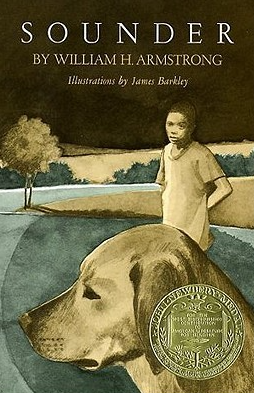 SOUNDER
BY WILLIAM H. ARMSTRONG
Illustrations by James Barkley